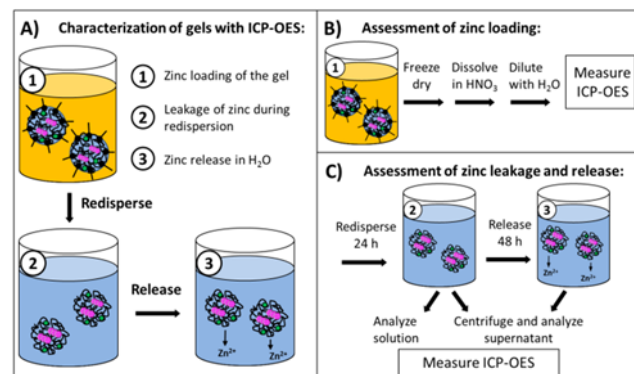 A) Characterization of gels with ICP-OES:
1
1 Zinc loading of the gel
2 Leakage of zinc during
redispersion
3 Zinc release in H₂O
Redisperse
2
Release
3
Zn²⁺ Zn²⁺
B) Assessment of zinc loading:
1
Freeze
dry
Dissolve
in HNO₃
Dilute
with H₂O
Measure
ICP-OES
C) Assessment of zinc leakage and release:
Redisperse
24 h
2
Release
48 h
3
Zn²⁺ Zn²⁺
Analyze
solution
Centrifuge and analyze
supernatant
Measure ICP-OES